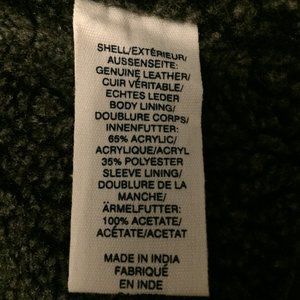 SHELL/EXTÉRIEUR/
AUSSENSEITE:
GENUINE LEATHER/
CUIR VÉRITABLE/
ECHTES LEDER
BODY LINING/
DOUBLURE CORPS/
INNENFUTTER:
65% ACRYLIC/
ACRYLIQUE/ACRYL
35% POLYESTER
SLEEVE LINING/
DOUBLURE DE LA
MANCHE/
ÄRMELFUTTER:
100% ACETATE/
ACÉTATE/ACETAT
MADE IN INDIA
FABRIQUÉ
EN INDE